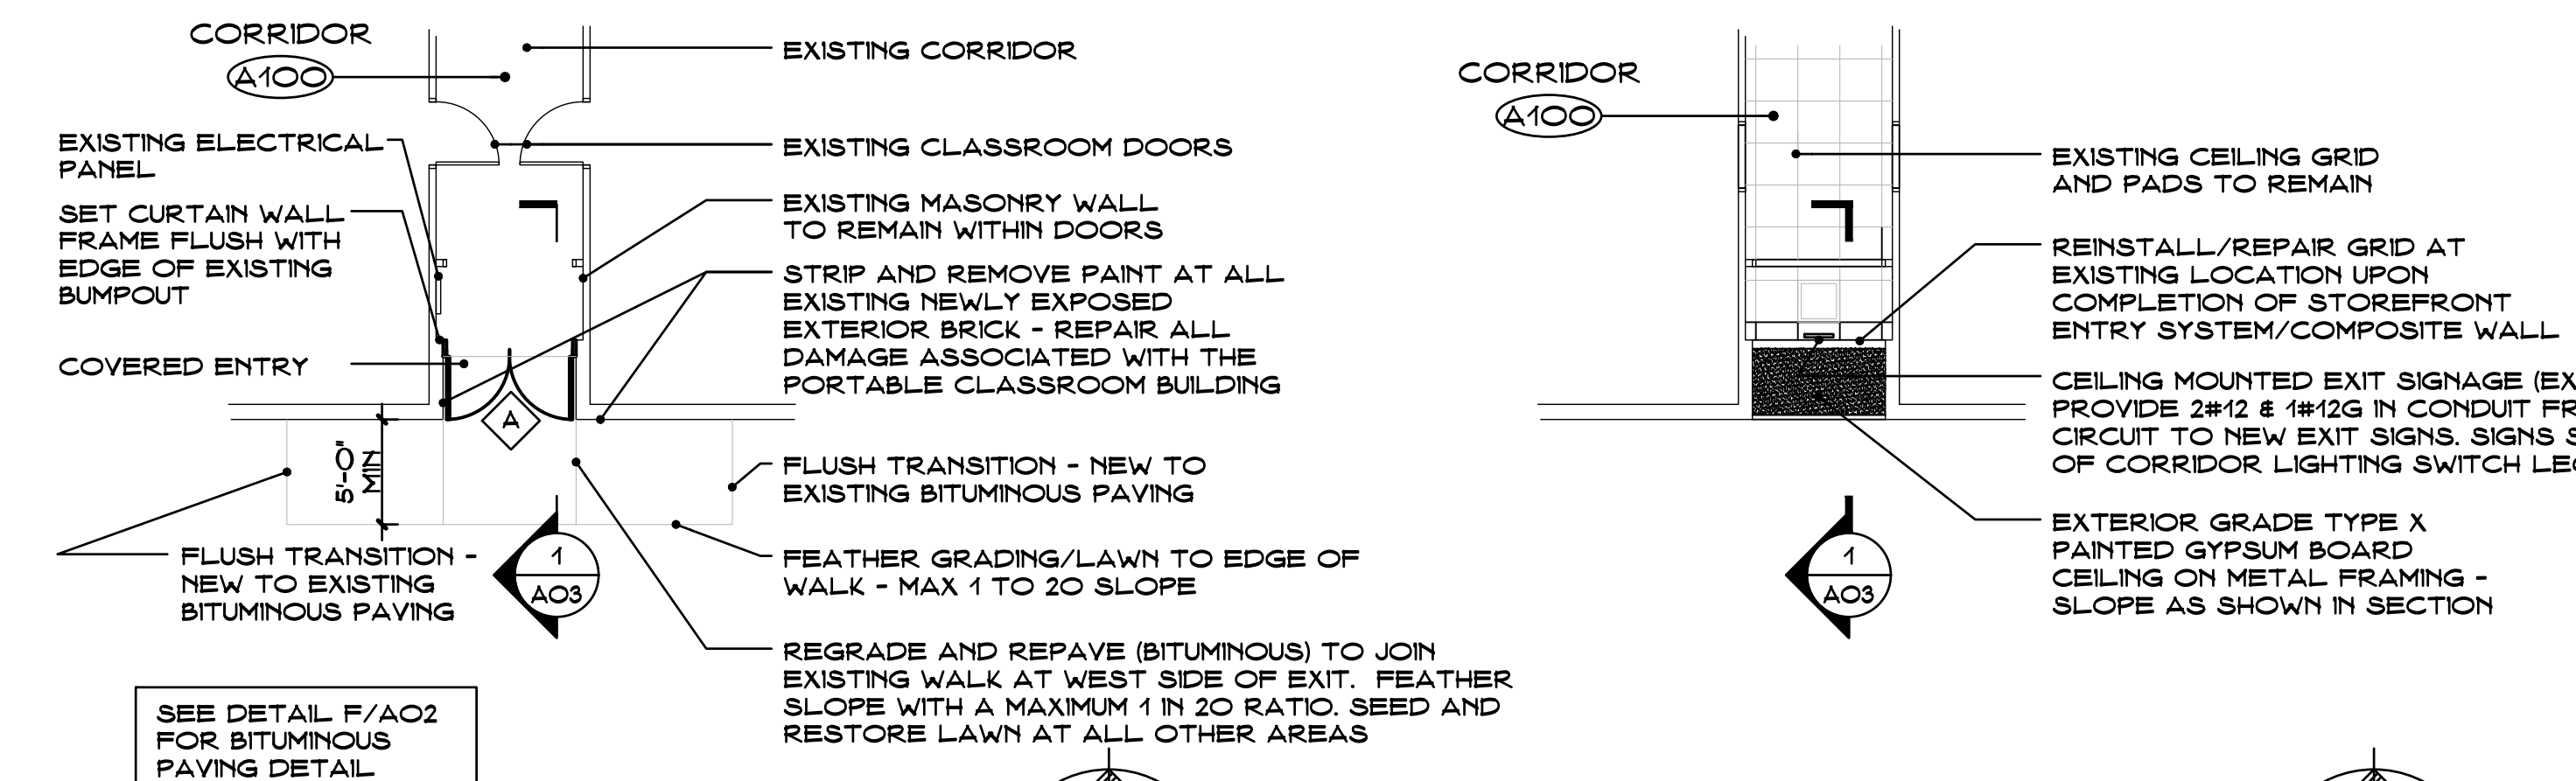 CORRIDOR
A100
EXISTING ELECTRICAL
PANEL
SET CURTAIN WALL
FRAME FLUSH WITH
EDGE OF EXISTING
BUMPOUT
COVERED ENTRY
5'-0"
MIN
FLUSH TRANSITION -
NEW TO EXISTING
BITUMINOUS PAVING
SEE DETAIL F/A02
FOR BITUMINOUS
PAVING DETAIL
A
1
A03
EXISTING CORRIDOR
EXISTING CLASSROOM DOORS
EXISTING MASONRY WALL
TO REMAIN WITHIN DOORS
STRIP AND REMOVE PAINT AT ALL
EXISTING NEWLY EXPOSED
EXTERIOR BRICK - REPAIR ALL
DAMAGE ASSOCIATED WITH THE
PORTABLE CLASSROOM BUILDING
FLUSH TRANSITION - NEW TO
EXISTING BITUMINOUS PAVING
FEATHER GRADING/LAWN TO EDGE OF
WALK - MAX 1 TO 20 SLOPE
REGRADE AND REPAVE (BITUMINOUS) TO JOIN
EXISTING WALK AT WEST SIDE OF EXIT. FEATHER
SLOPE WITH A MAXIMUM 1 IN 20 RATIO. SEED AND
RESTORE LAWN AT ALL OTHER AREAS
CORRIDOR
A100
1
A03
EXISTING CEILING GRID
AND PADS TO REMAIN
REINSTALL/REPAIR GRID AT
EXISTING LOCATION UPON
COMPLETION OF STOREFRONT
ENTRY SYSTEM/COMPOSITE WALL
CEILING MOUNTED EXIT SIGNAGE
PROVIDE 2#12 & 1#12G IN CONDUIT
CIRCUIT TO NEW EXIT SIGNS. SIGNS
OF CORRIDOR LIGHTING SWITCH
EXTERIOR GRADE TYPE X
PAINTED GYPSUM BOARD
CEILING ON METAL FRAMING -
SLOPE AS SHOWN IN SECTION